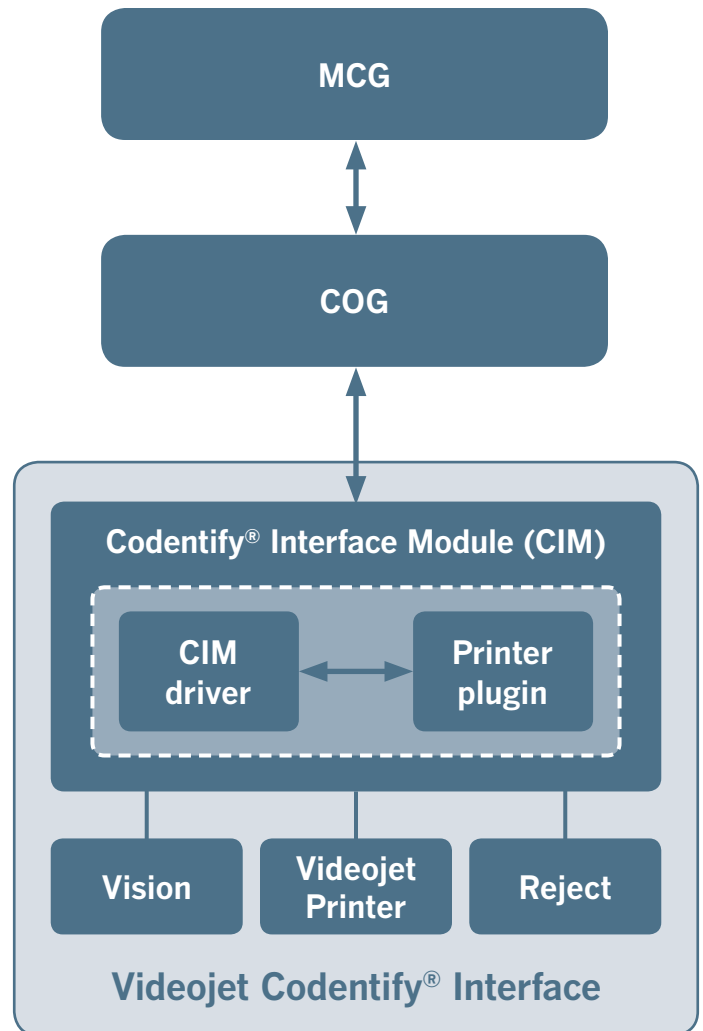 MCG
COG
Codentify® Interface Module (CIM)
CIM
driver
Printer
plugin
Vision
Videojet
Printer
Reject
Videojet Codentify® Interface